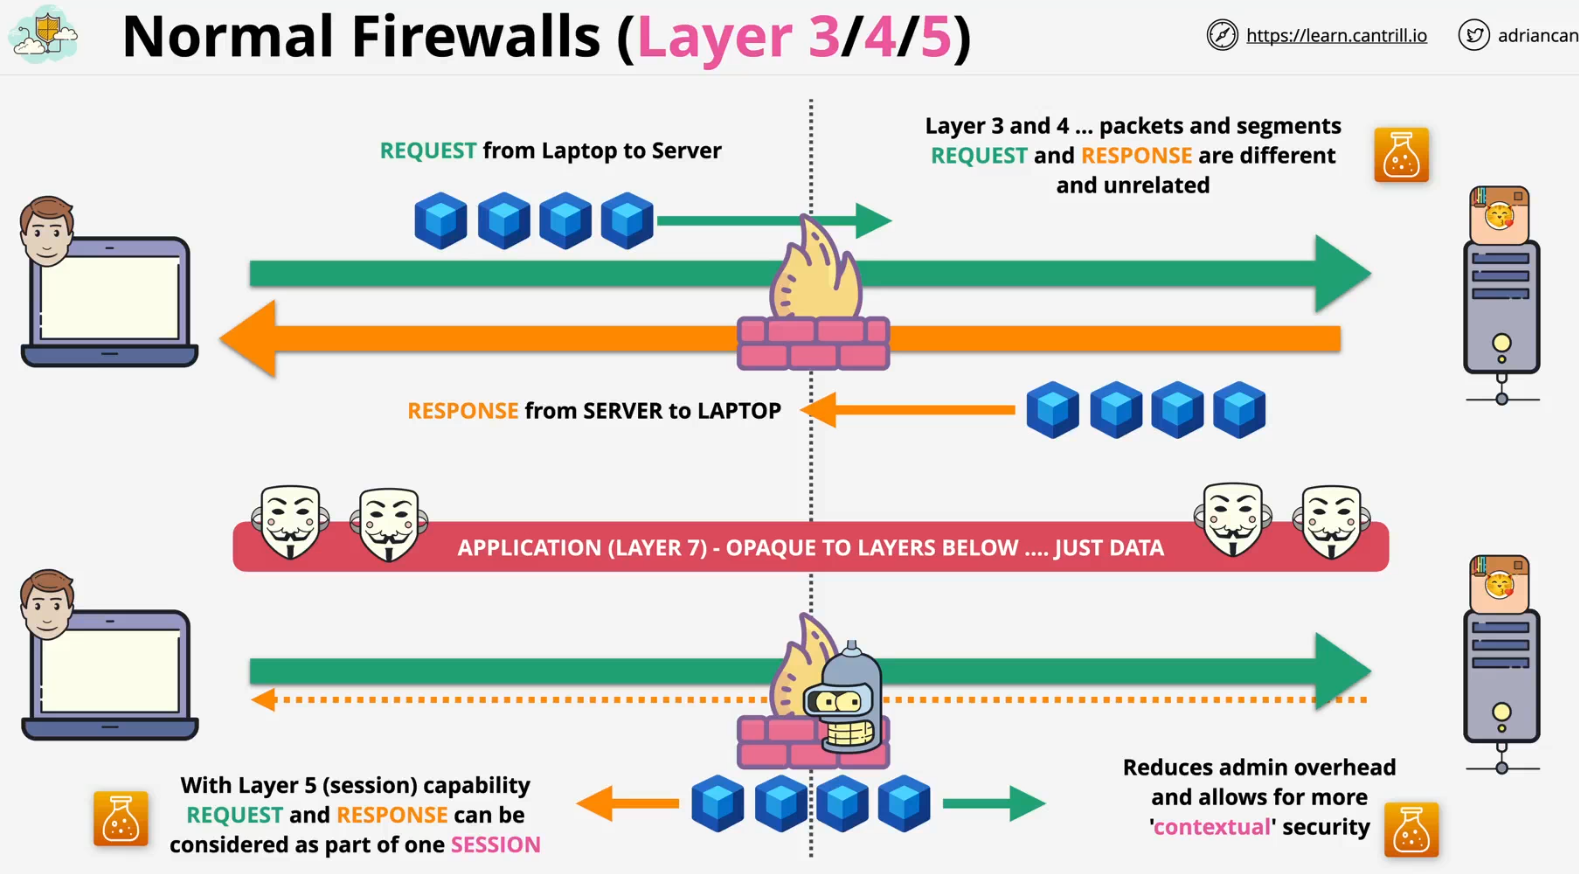 Normal Firewalls (Layer 3/4/5)
https://learn.cantrill.io
adriancan
REQUEST from Laptop to Server
Layer 3 and 4 ... packets and segments
REQUEST and RESPONSE are different
and unrelated
RESPONSE from SERVER to LAPTOP
APPLICATION (LAYER 7) - OPAQUE TO LAYERS BELOW .... JUST DATA
With Layer 5 (session) capability
REQUEST and RESPONSE can be
considered as part of one SESSION
Reduces admin overhead
and allows for more
'contextual' security